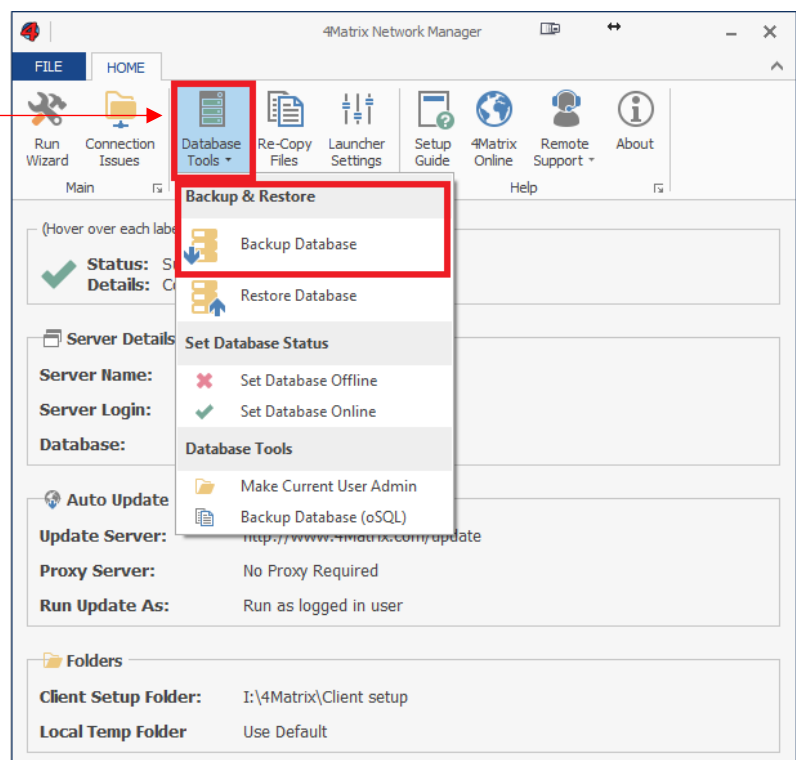 4Matrix Network Manager
FILE HOME
Run Wizard
Connection Issues
Database Tools
Re-Copy Files
Launcher Settings
Setup Guide
4Matrix Online
Remote Support
About
Main
Help
Backup & Restore
Backup Database
Restore Database
Set Database Status
Set Database Offline
Set Database Online
Database Tools
Make Current User Admin
Backup Database (oSQL)
(Hover over each labe
Status: S
Details: C
Server Details
Server Name:
Server Login:
Database:
Auto Update
Update Server: http://www.4Matrix.com/update
Proxy Server: No Proxy Required
Run Update As: Run as logged in user
Folders
Client Setup Folder: I:\4Matrix\Client setup
Local Temp Folder Use Default